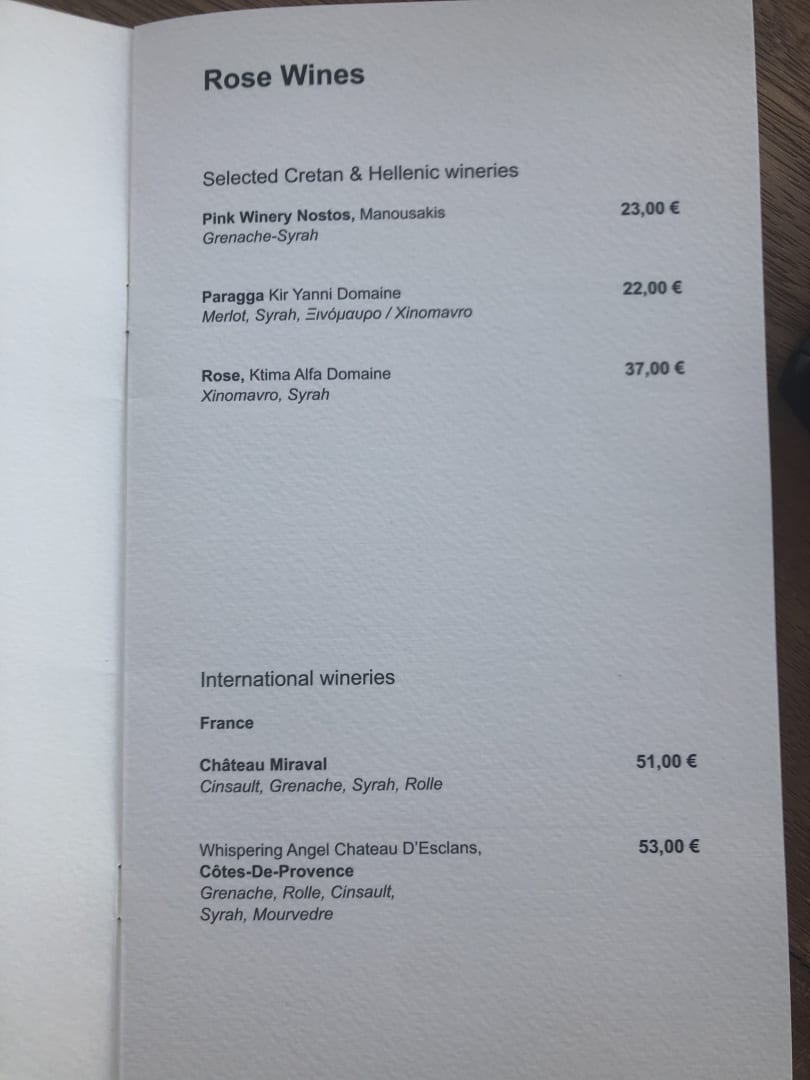 Rose Wines
Selected Cretan & Hellenic wineries
Pink Winery Nostos, Manousakis 23,00 €
Grenache-Syrah
Paragga Kir Yanni Domaine 22,00 €
Merlot, Syrah, Ξινόμαυρο / Xinomavro
Rose, Ktima Alfa Domaine 37,00 €
Xinomavro, Syrah
International wineries
France
Château Miraval 51,00 €
Cinsault, Grenache, Syrah, Rolle
Whispering Angel Chateau D'Esclans, 53,00 €
Côtes-De-Provence
Grenache, Rolle, Cinsault,
Syrah, Mourvedre